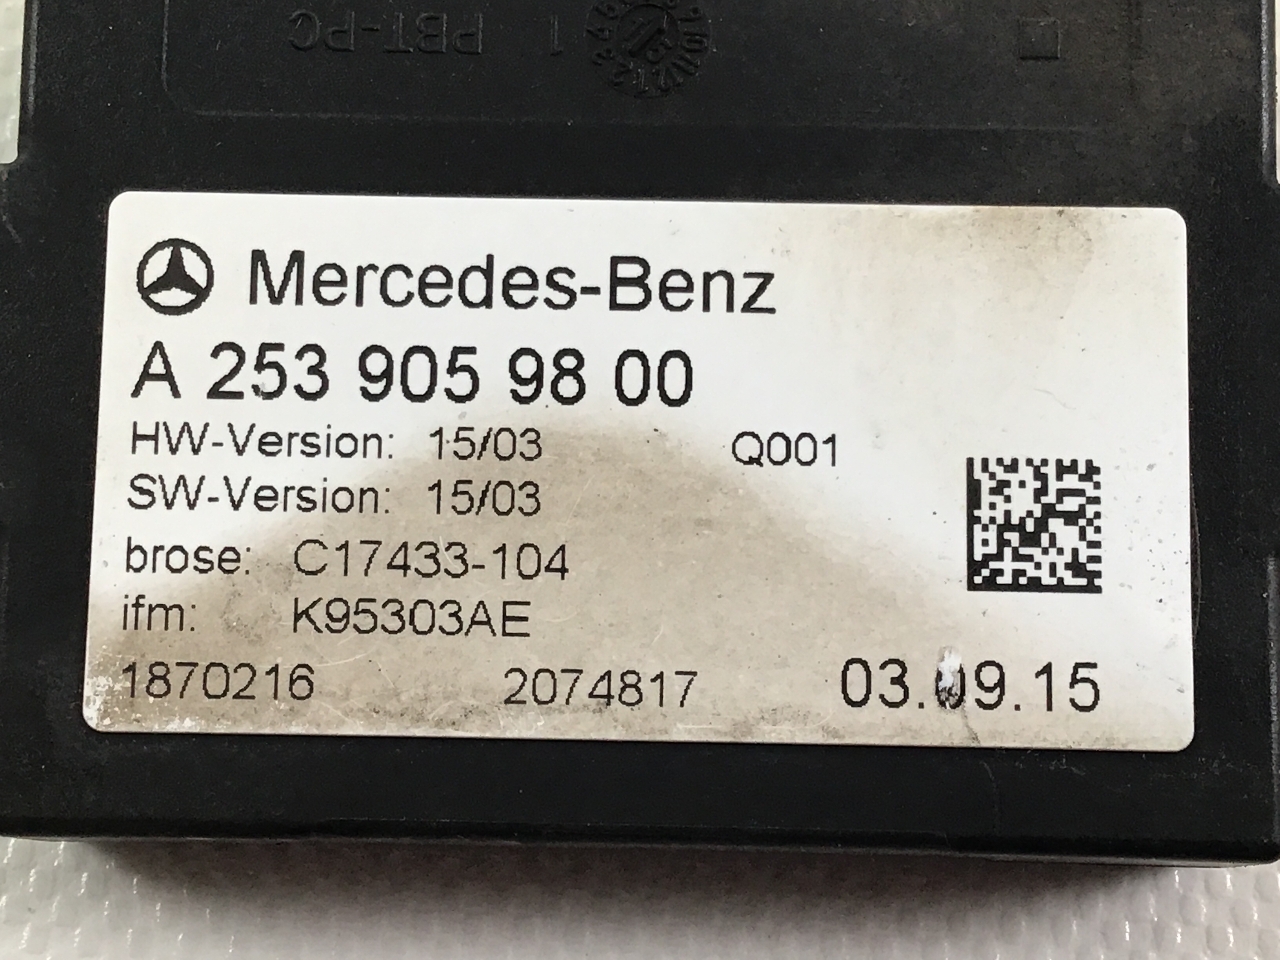 PBT-PC 1
Mercedes-Benz
A 253 905 98 00
HW-Version: 15/03 Q001
SW-Version: 15/03
brose: C17433-104
ifm: K95303AE
1870216 2074817 03.09.15